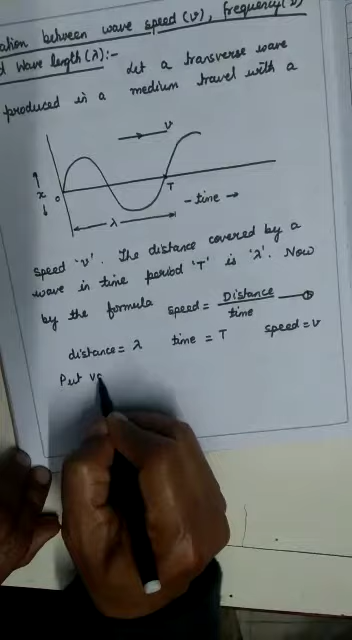 ation between wave speed (v), frequency (ν)
d wave length (λ):-
Let a transverse wave
produced in a medium travel with a
v
x
o
T
- time →
λ
speed 'v'. The distance covered by a
wave in time period 'T' is 'λ'. Now
by the formula speed = Distance/time —①
distance = λ time = T speed = v
Put